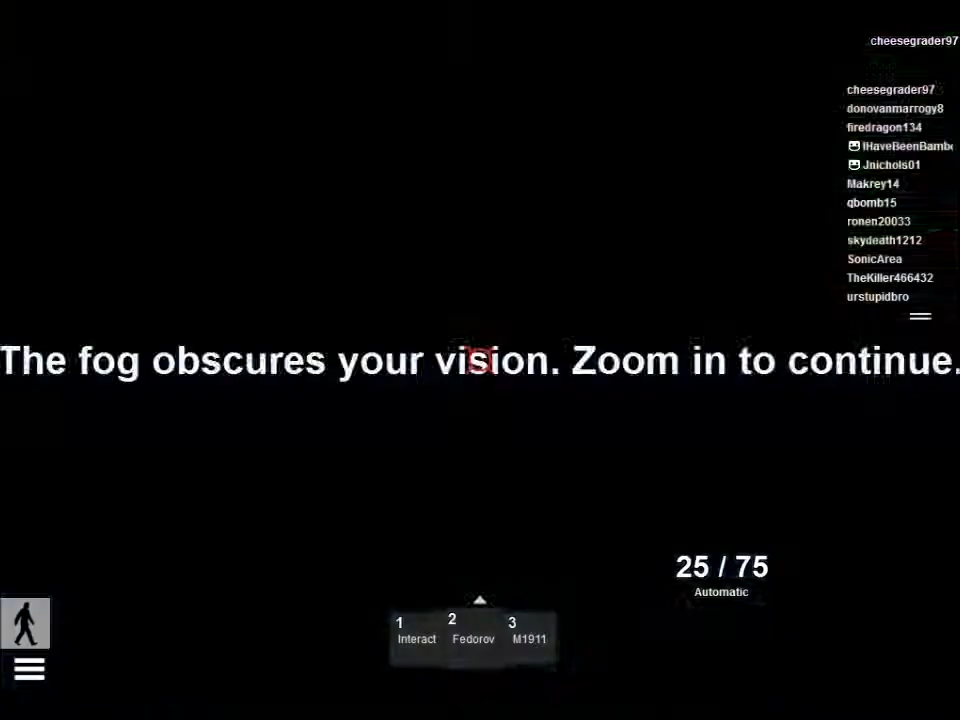 cheesegrader97
cheesegrader97
donovanmarrogy8
firedragon134
IHaveBeenBambo
Jnichols01
Makrey14
qbomb15
ronen20033
skydeath1212
SonicArea
TheKiller466432
urstupidbro
The fog obscures your vision. Zoom in to continue.
25 / 75
Automatic
1 2 3
Interact Fedorov M1911